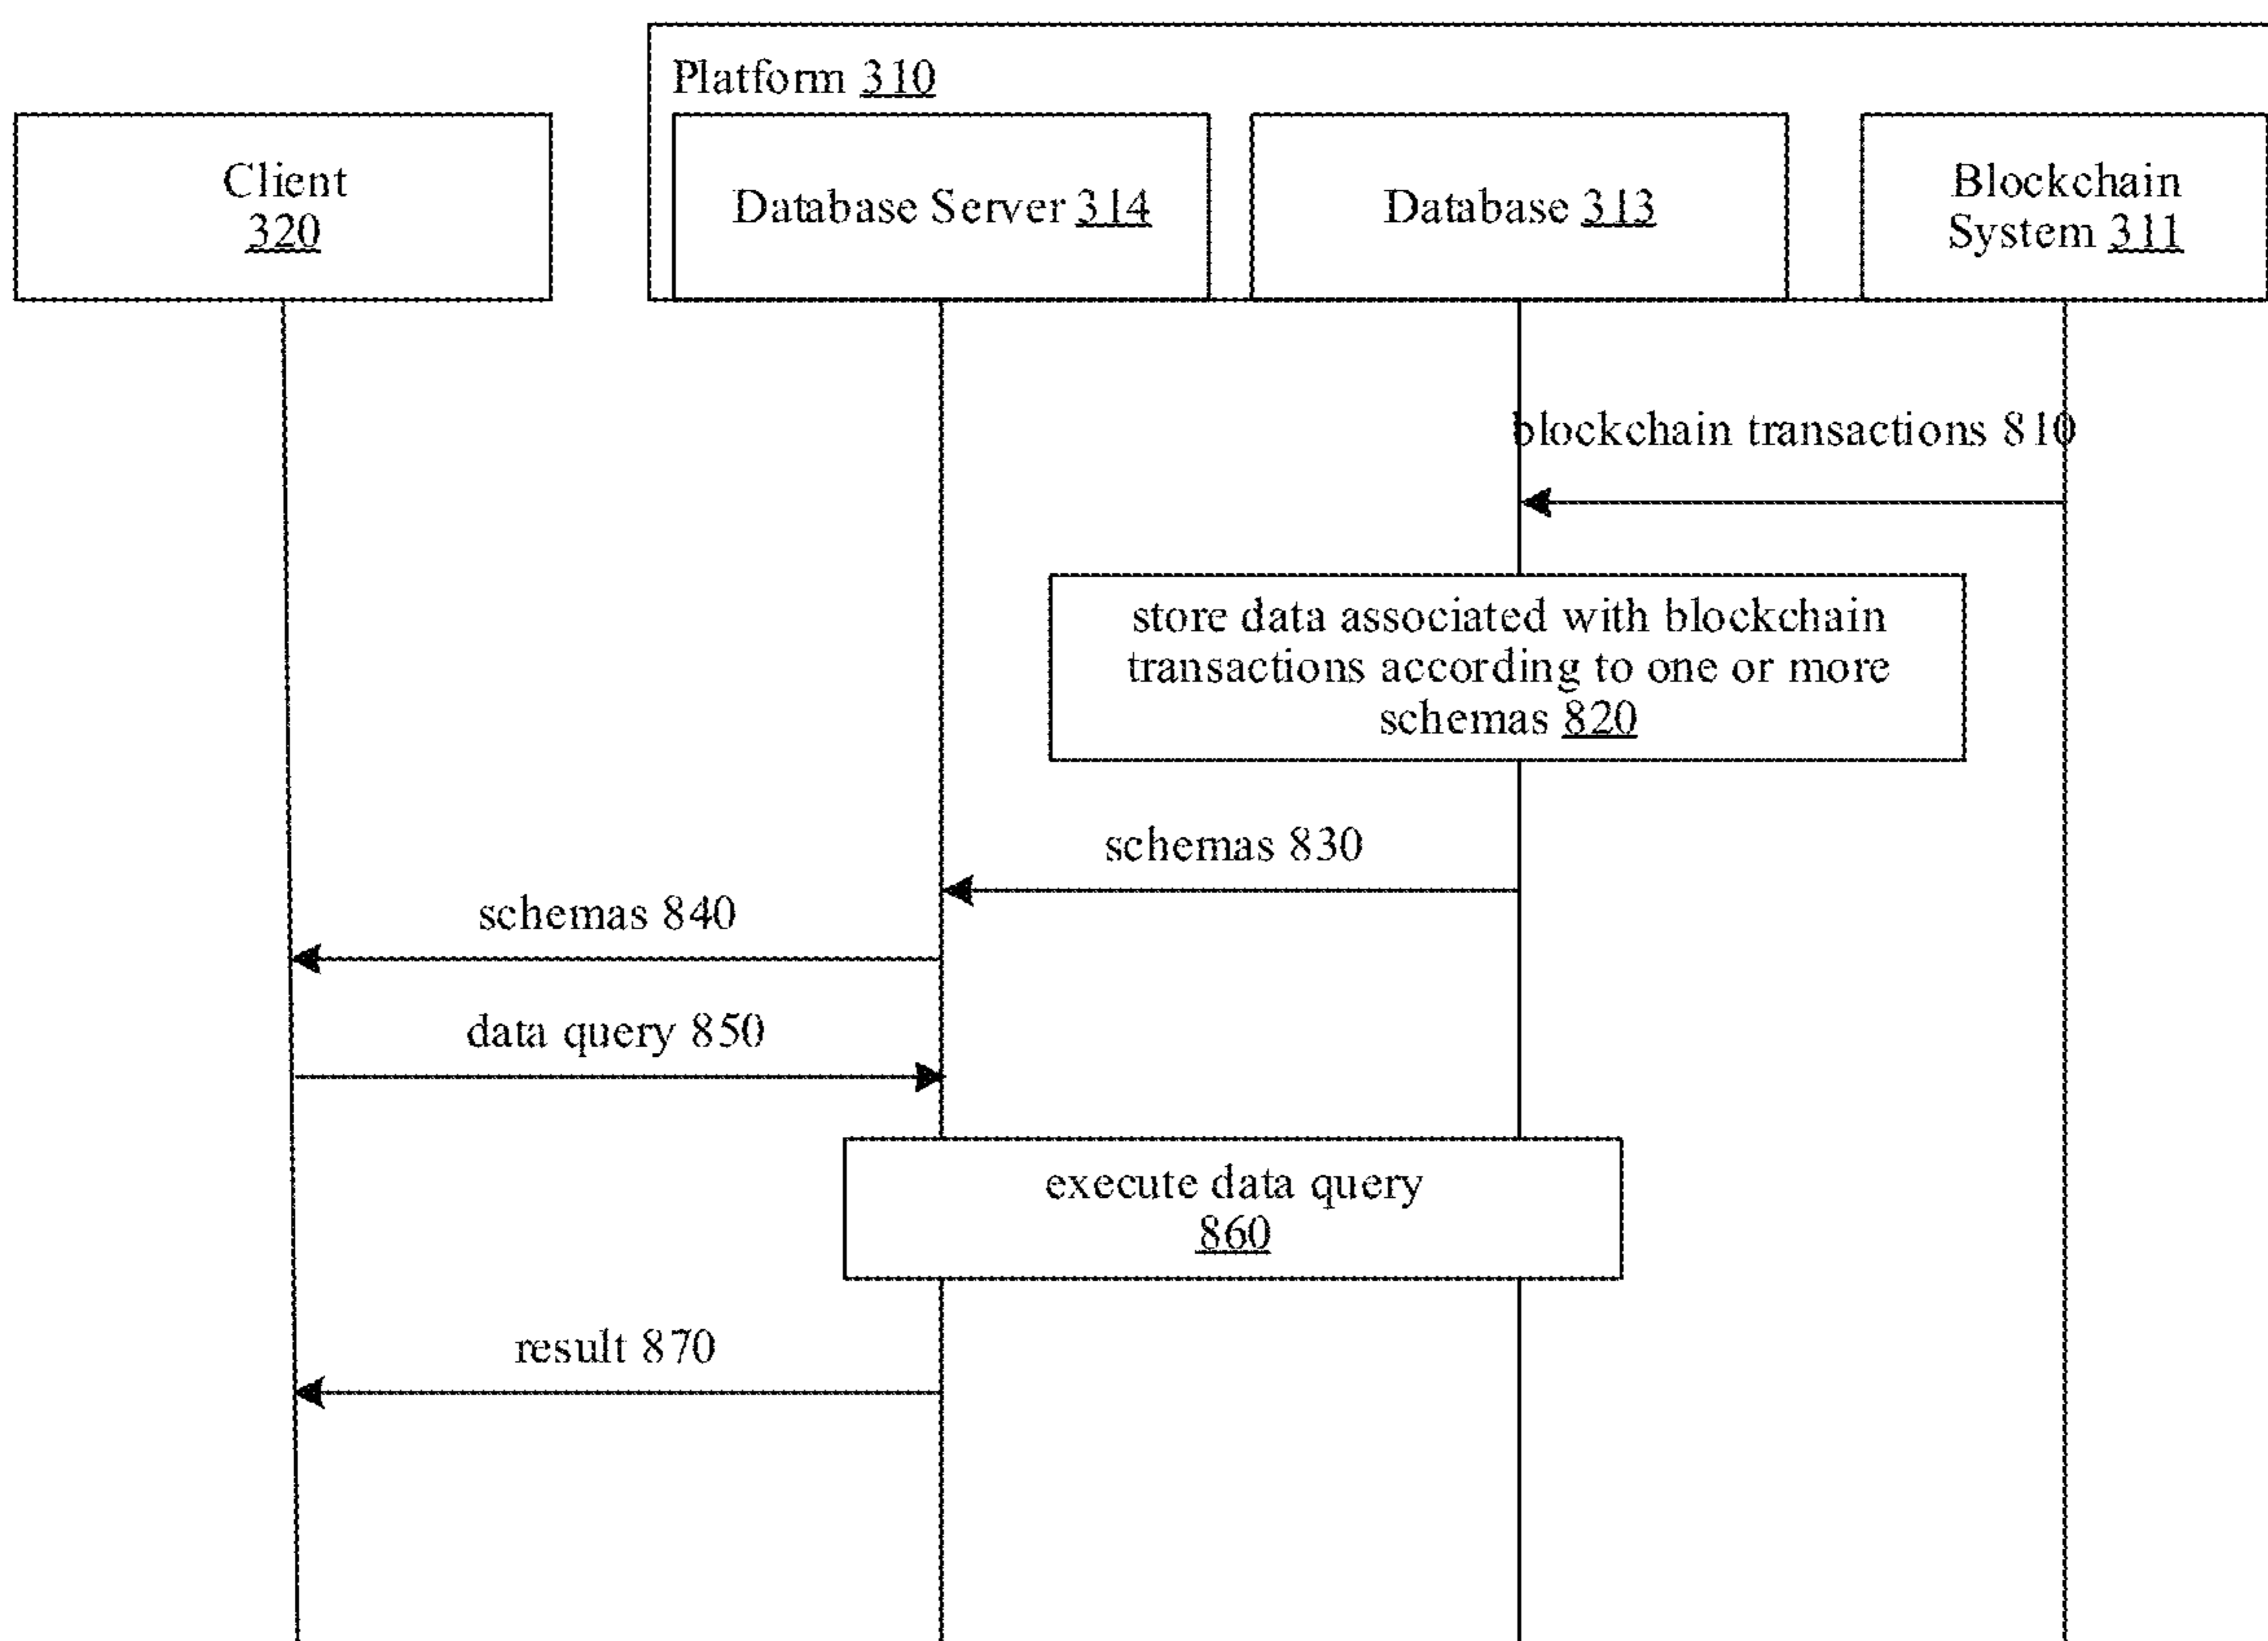 Platform 310
Client
320
Database Server 314
Database 313
Blockchain
System 311
blockchain transactions 810
store data associated with blockchain
transactions according to one or more
schemas 820
schemas 830
schemas 840
data query 850
execute data query
860
result 870